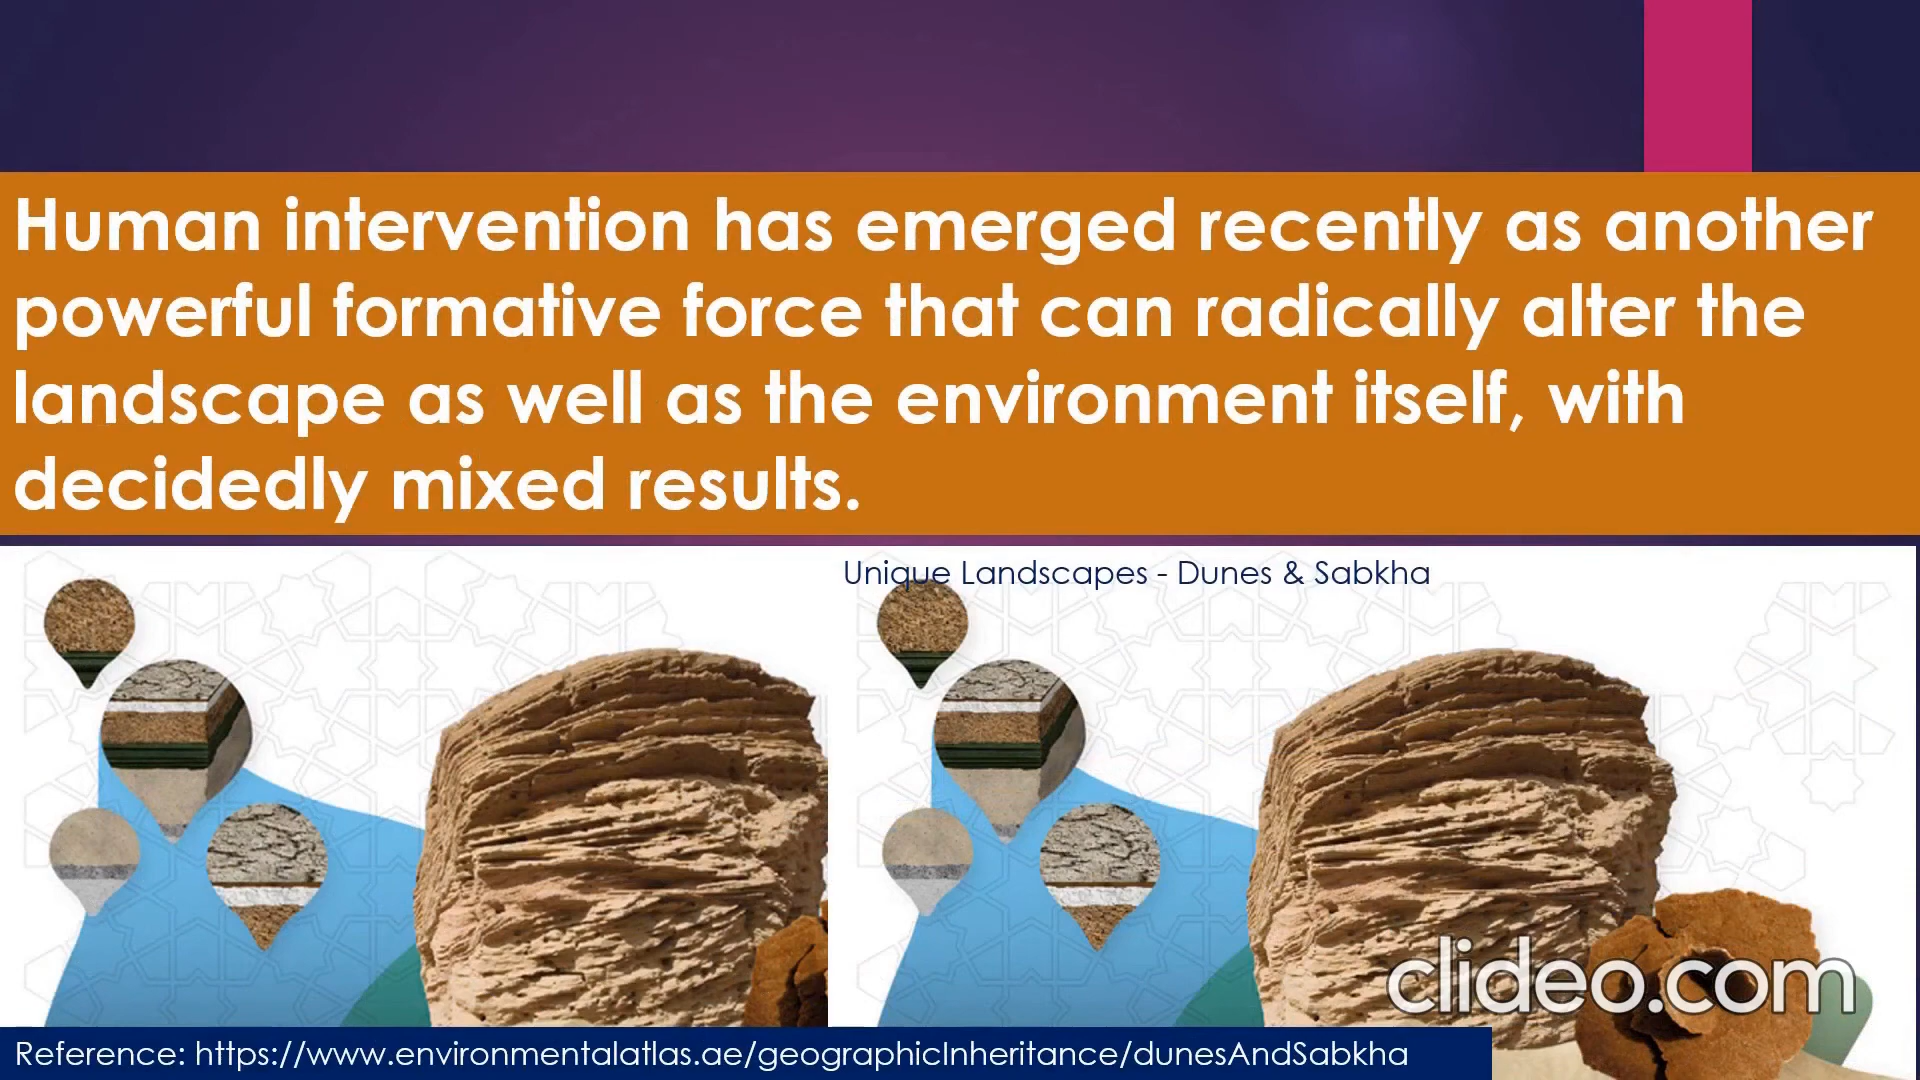 Human intervention has emerged recently as another
powerful formative force that can radically alter the
landscape as well as the environment itself, with
decidedly mixed results.
Unique Landscapes - Dunes & Sabkha
clideo.com
Reference: https://www.environmentalatlas.ae/geographicInheritance/dunesAndSabkha